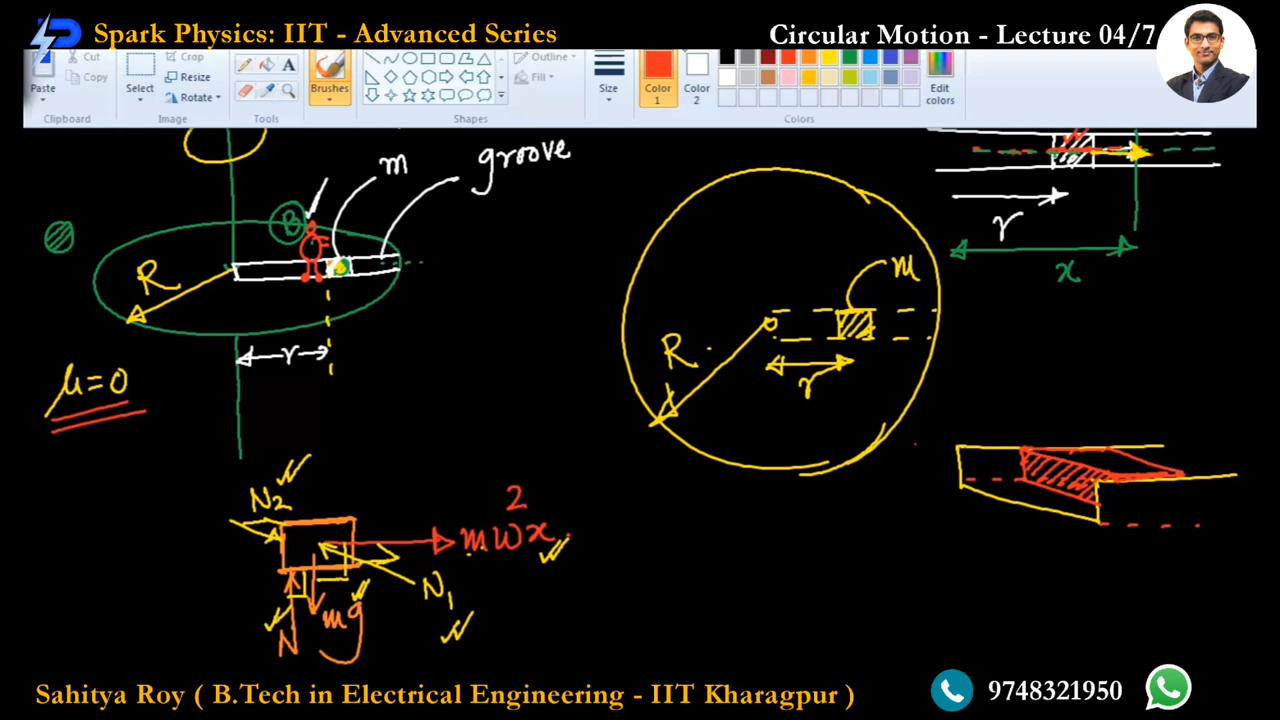 Spark Physics: IIT - Advanced Series
Circular Motion - Lecture 04/7
Paste
Cut
Copy
Clipboard
Select
Crop
Resize
Rotate
Image
A
Tools
Brushes
Shapes
Outline
Fill
Size
Color
1
Color
2
Edit
colors
Colors
m
groove
B
R
r
μ=0
m
R
r
r
x
N2
mω²x
N1
mg
N
Sahitya Roy ( B.Tech in Electrical Engineering - IIT Kharagpur )
9748321950